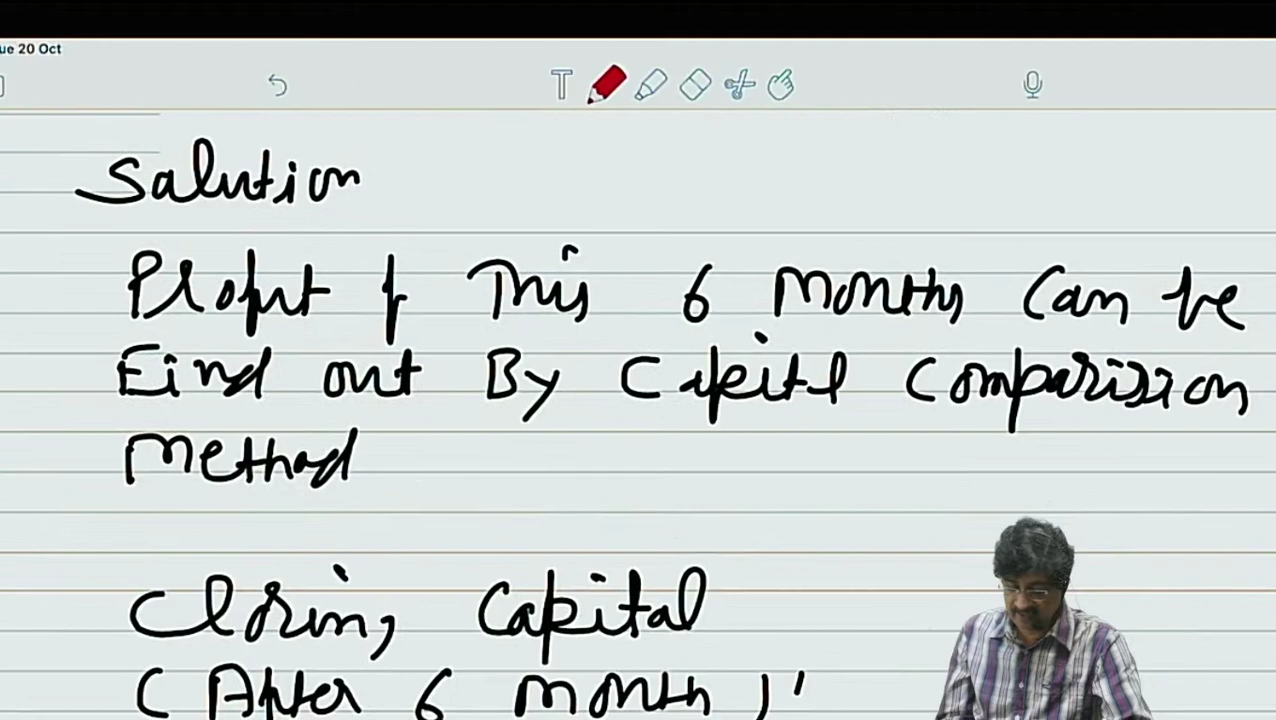 ue 20 Oct
T
Salution
Profit of This 6 Months Can be
Find out By Capital Comparission
Method
Closing Capital
(After 6 month)